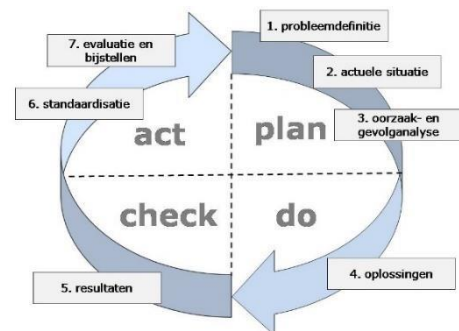 1. probleemdefinitie
2. actuele situatie
3. oorzaak- en
gevolganalyse
plan
do
4. oplossingen
check
5. resultaten
act
6. standaardisatie
7. evaluatie en
bijstellen